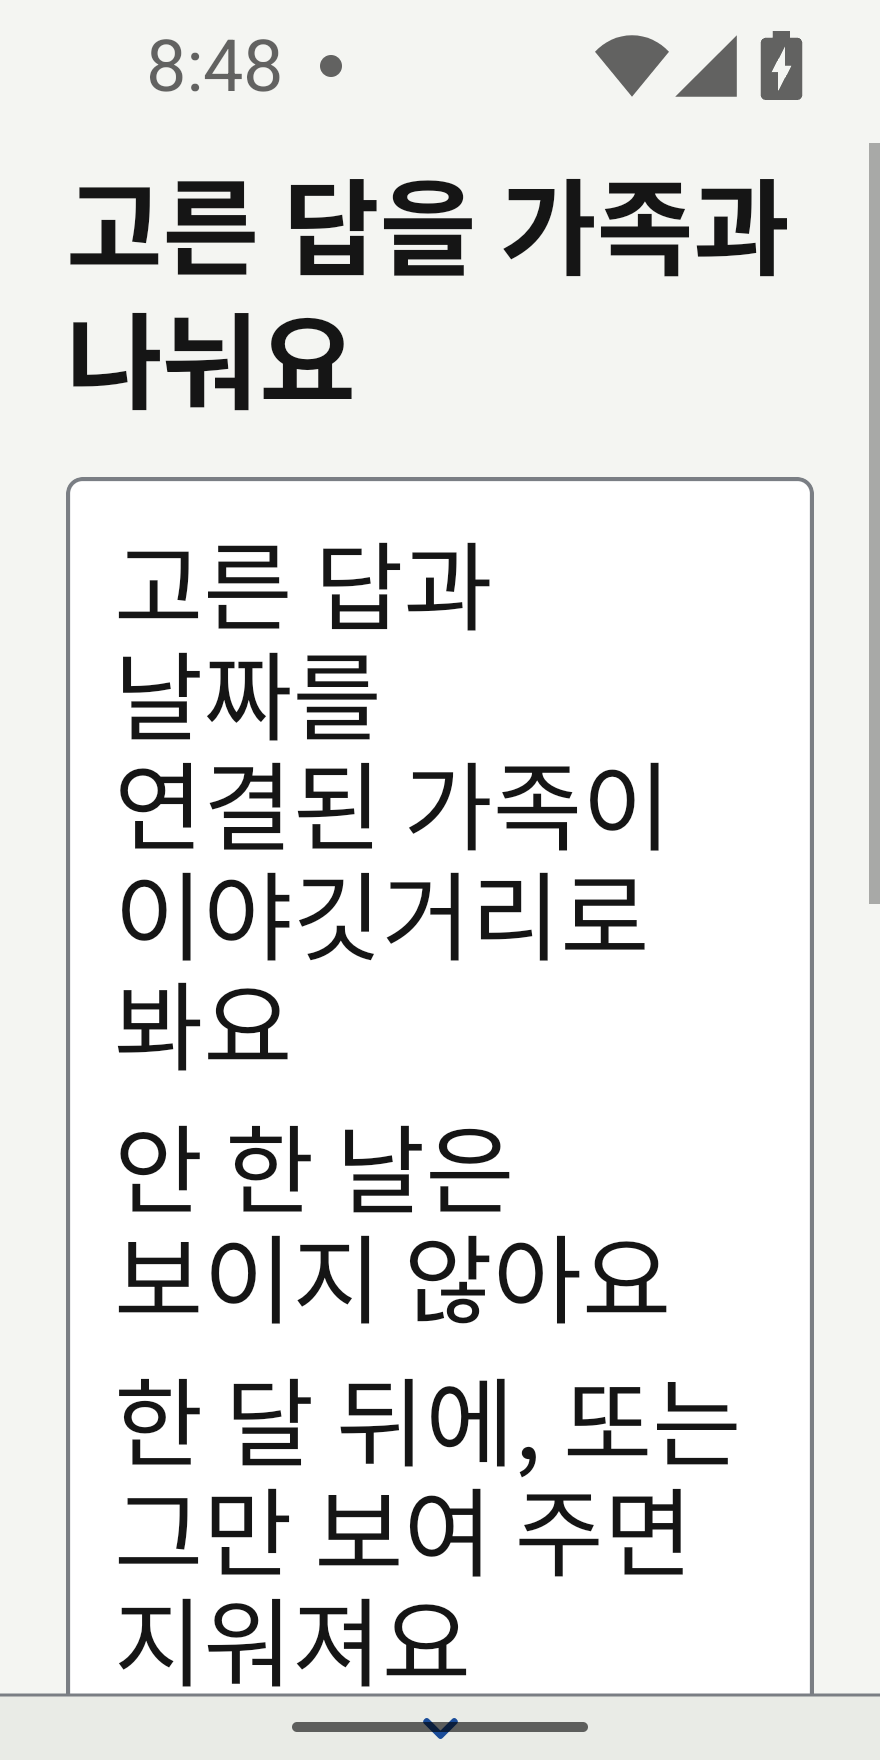 8:48
고른 답을 가족과
나눠요
고른 답과
날짜를
연결된 가족이
이야깃거리로
봐요
안 한 날은
보이지 않아요
한 달 뒤에, 또는
그만 보여 주면
지워져요